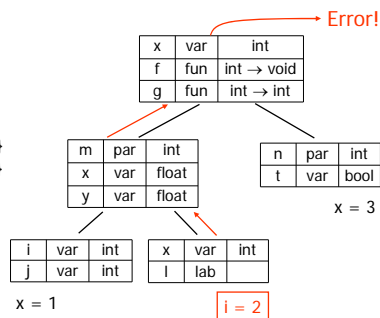 Error!
x var int
f fun int → void
g fun int → int
m par int
x var float
y var float
n par int
t var bool
x = 3
i var int
j var int
x var int
l lab
x = 1
i = 2